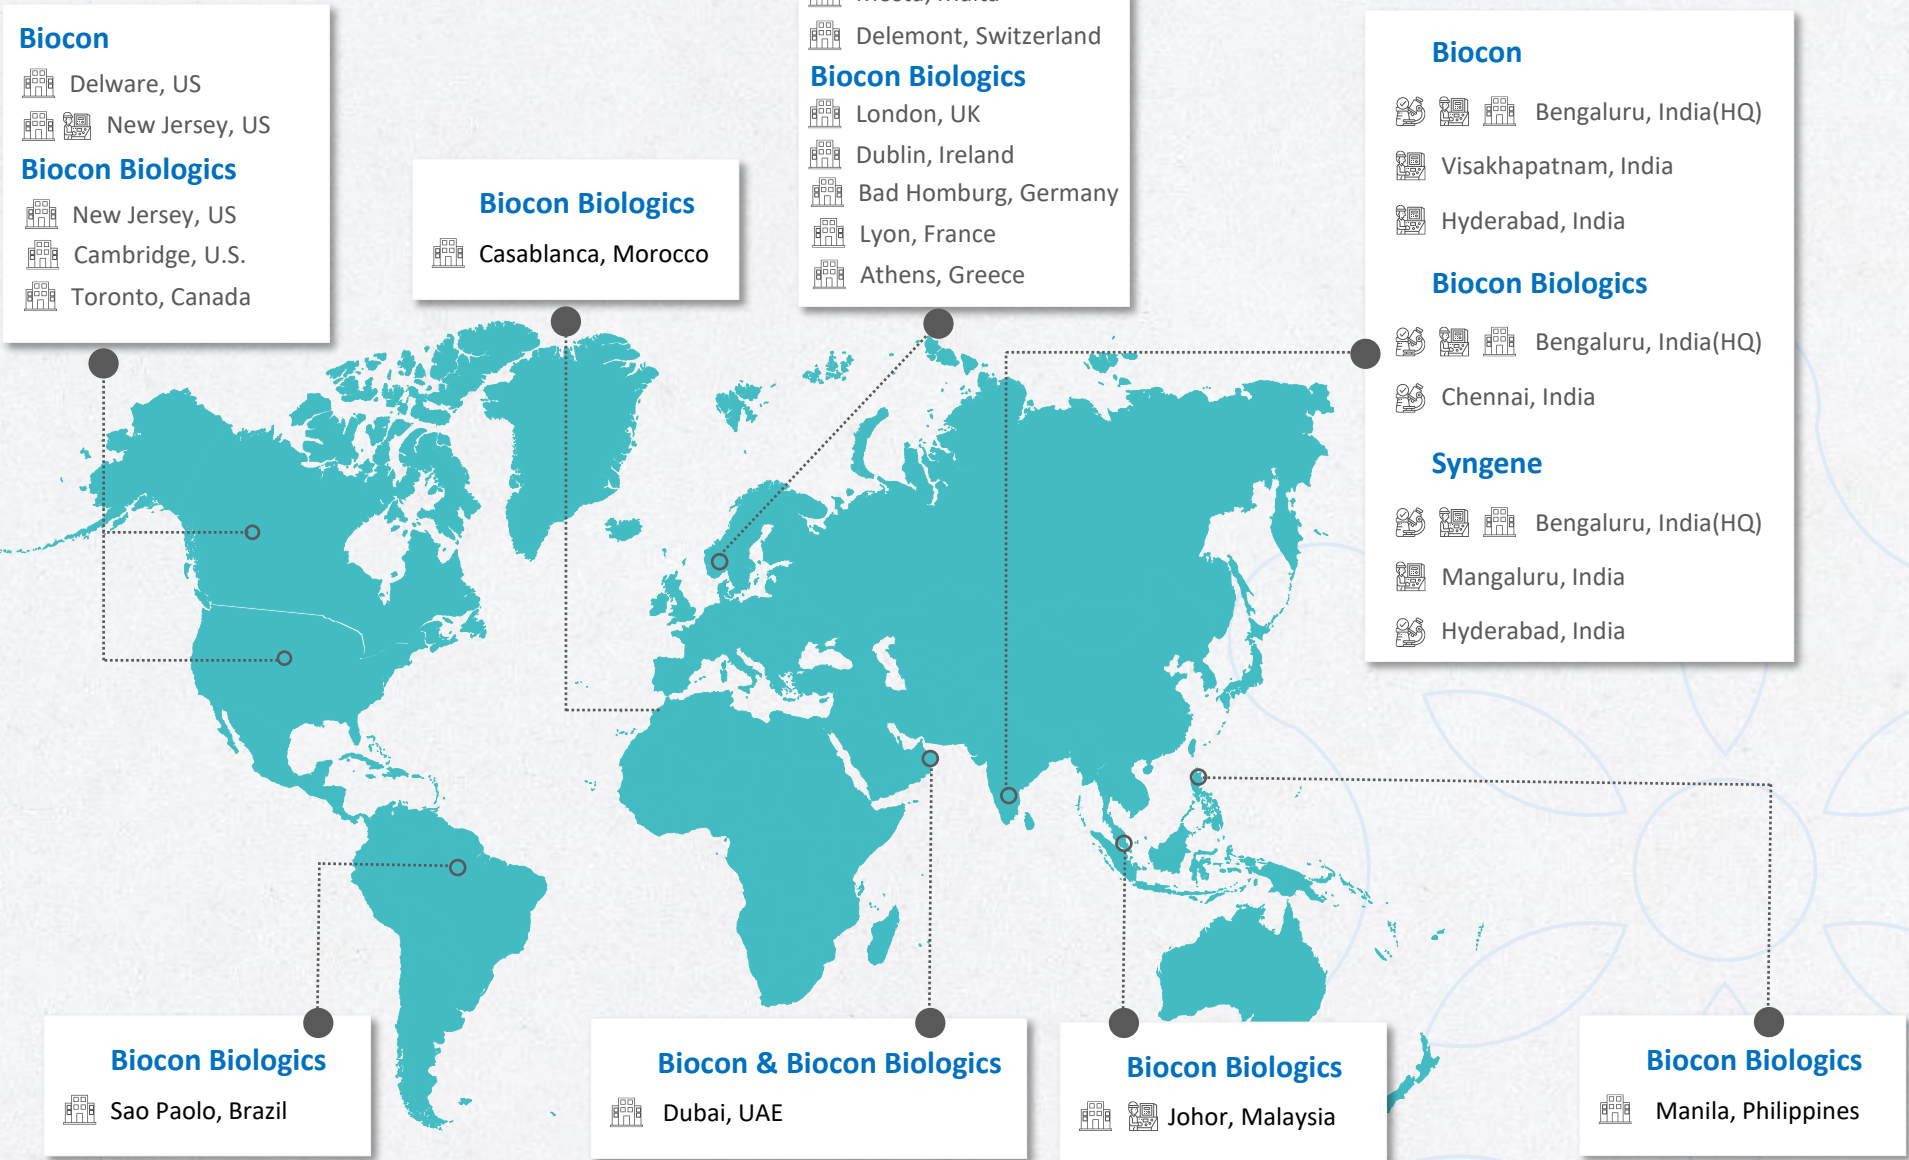 Biocon
Delware, US
New Jersey, US
Biocon Biologics
New Jersey, US
Cambridge, U.S.
Toronto, Canada
Biocon Biologics
Casablanca, Morocco
Malta
Delemont, Switzerland
Biocon Biologics
London, UK
Dublin, Ireland
Bad Homburg, Germany
Lyon, France
Athens, Greece
Biocon
Bengaluru, India(HQ)
Visakhapatnam, India
Hyderabad, India
Biocon Biologics
Bengaluru, India(HQ)
Chennai, India
Syngene
Bengaluru, India(HQ)
Mangaluru, India
Hyderabad, India
Biocon Biologics
Sao Paolo, Brazil
Biocon & Biocon Biologics
Dubai, UAE
Biocon Biologics
Johor, Malaysia
Biocon Biologics
Manila, Philippines